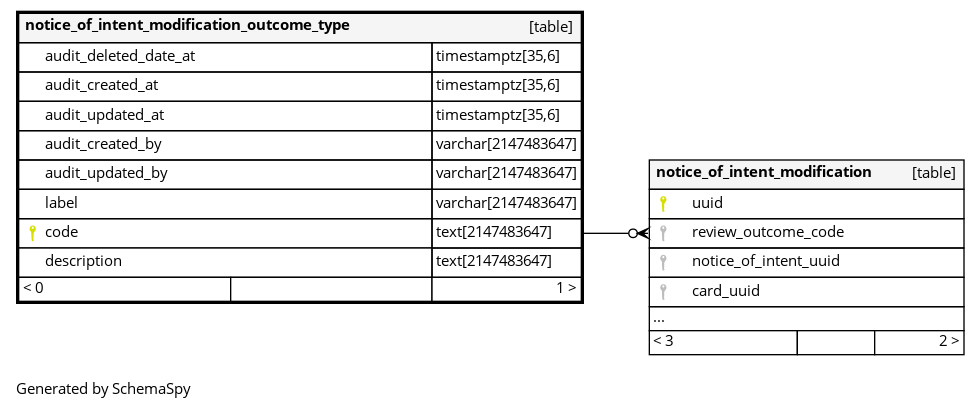 notice_of_intent_modification_outcome_type [table]
audit_deleted_date_at timestamptz[35,6]
audit_created_at timestamptz[35,6]
audit_updated_at timestamptz[35,6]
audit_created_by varchar[2147483647]
audit_updated_by varchar[2147483647]
label varchar[2147483647]
code text[2147483647]
description text[2147483647]
< 0 1 >
notice_of_intent_modification [table]
uuid
review_outcome_code
notice_of_intent_uuid
card_uuid
...
< 3 2 >
Generated by SchemaSpy